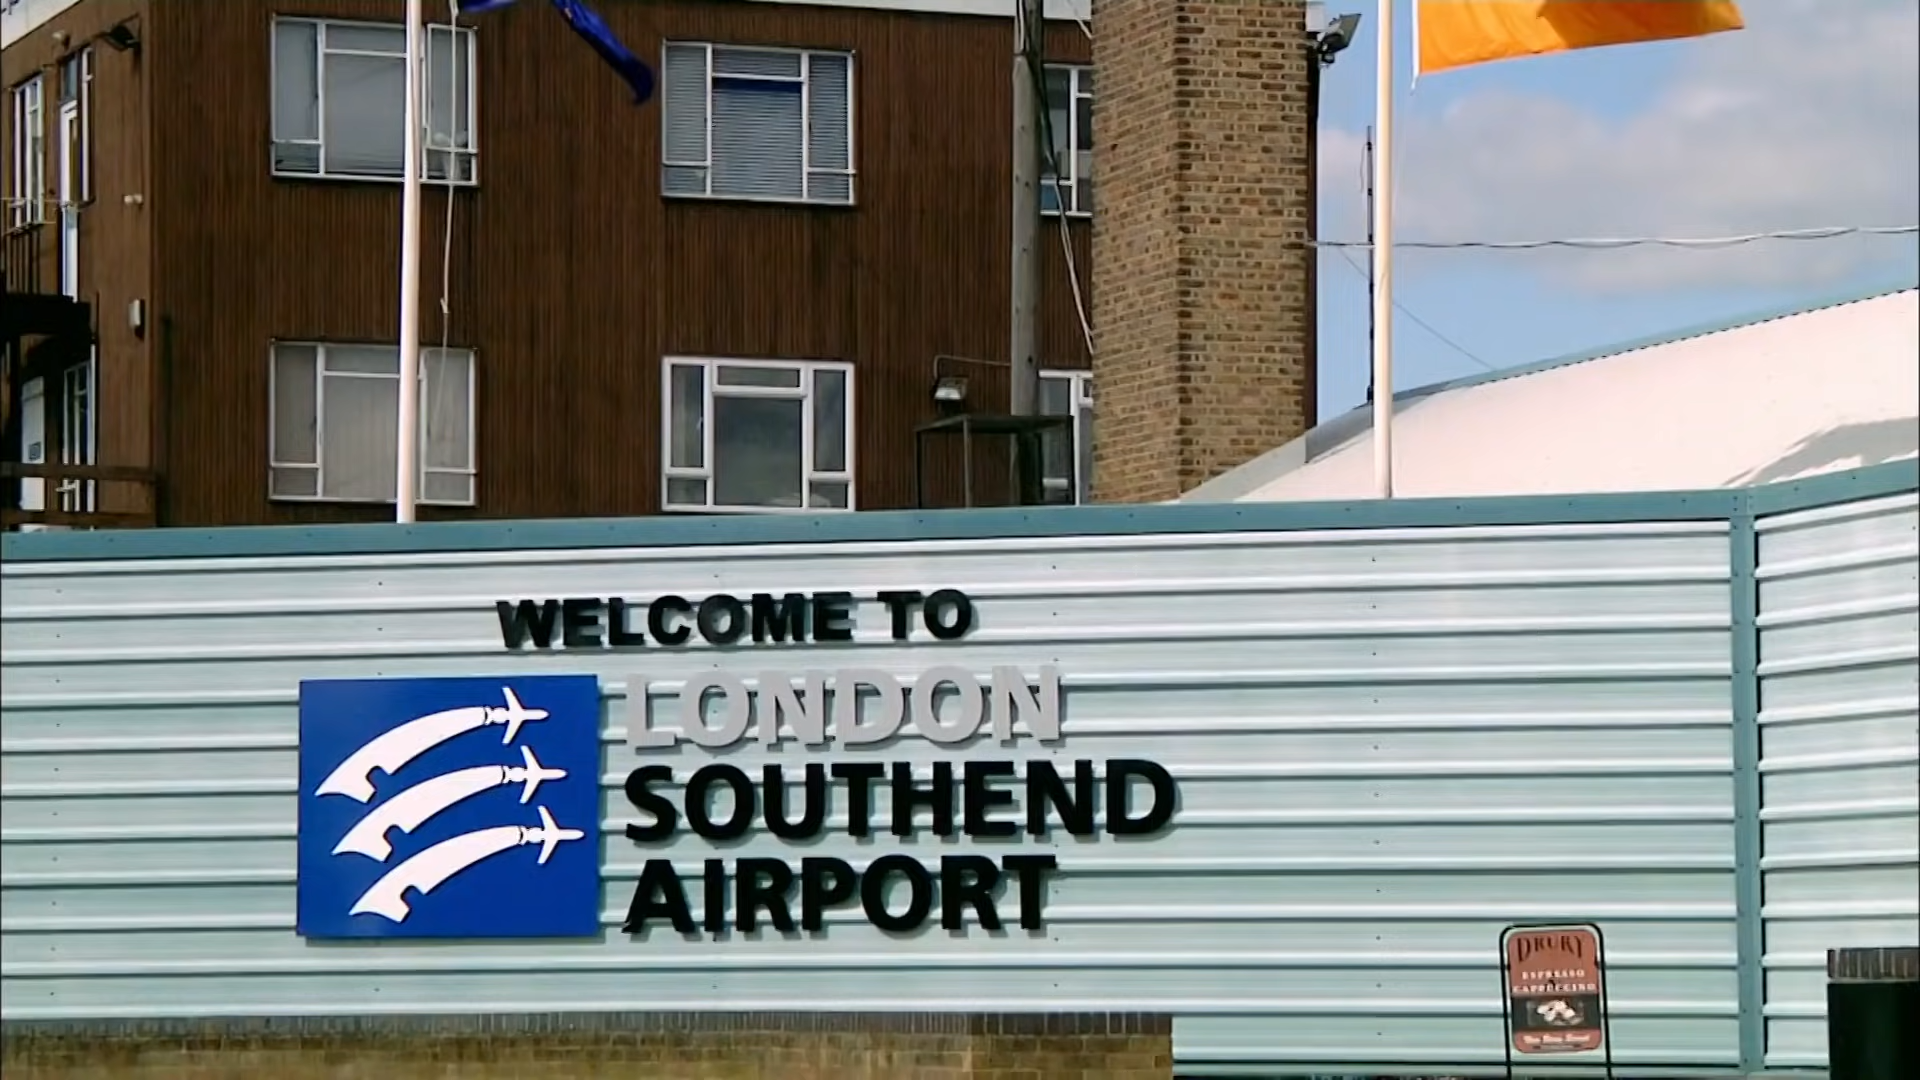 WELCOME TO
LONDON
SOUTHEND
AIRPORT
DRURY
ESPRESSO
CAPPUCCINO